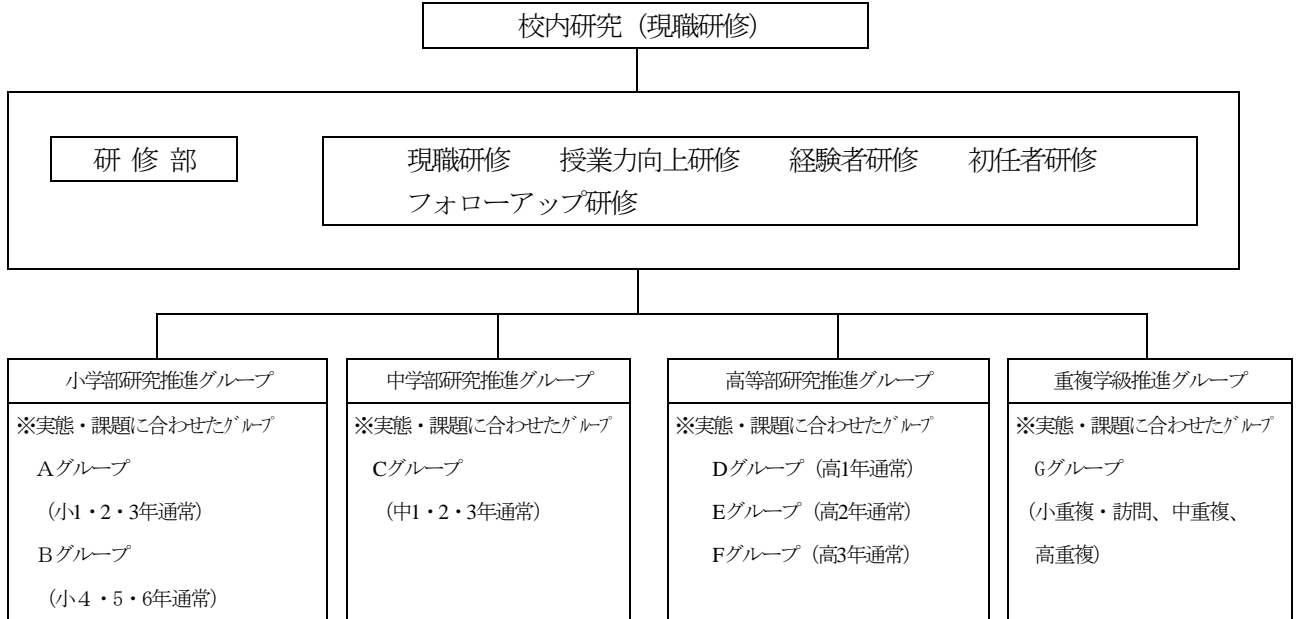 校内研究（現職研修）
研 修 部
現職研修　授業力向上研修　経験者研修　初任者研修
フォローアップ研修
小学部研究推進グループ
※実態・課題に合わせたｸﾞﾙｰﾌﾟ
Ａグループ
（小1・2・3年通常）
Ｂグループ
（小４・5・6年通常）
中学部研究推進グループ
※実態・課題に合わせたｸﾞﾙｰﾌﾟ
Cグループ
（中1・2・3年通常）
高等部研究推進グループ
※実態・課題に合わせたｸﾞﾙｰﾌﾟ
Dグループ（高1年通常）
Eグループ（高2年通常）
Fグループ（高3年通常）
重複学級推進グループ
※実態・課題に合わせたｸﾞﾙｰﾌﾟ
Gグループ
（小重複・訪問、中重複、
高重複）